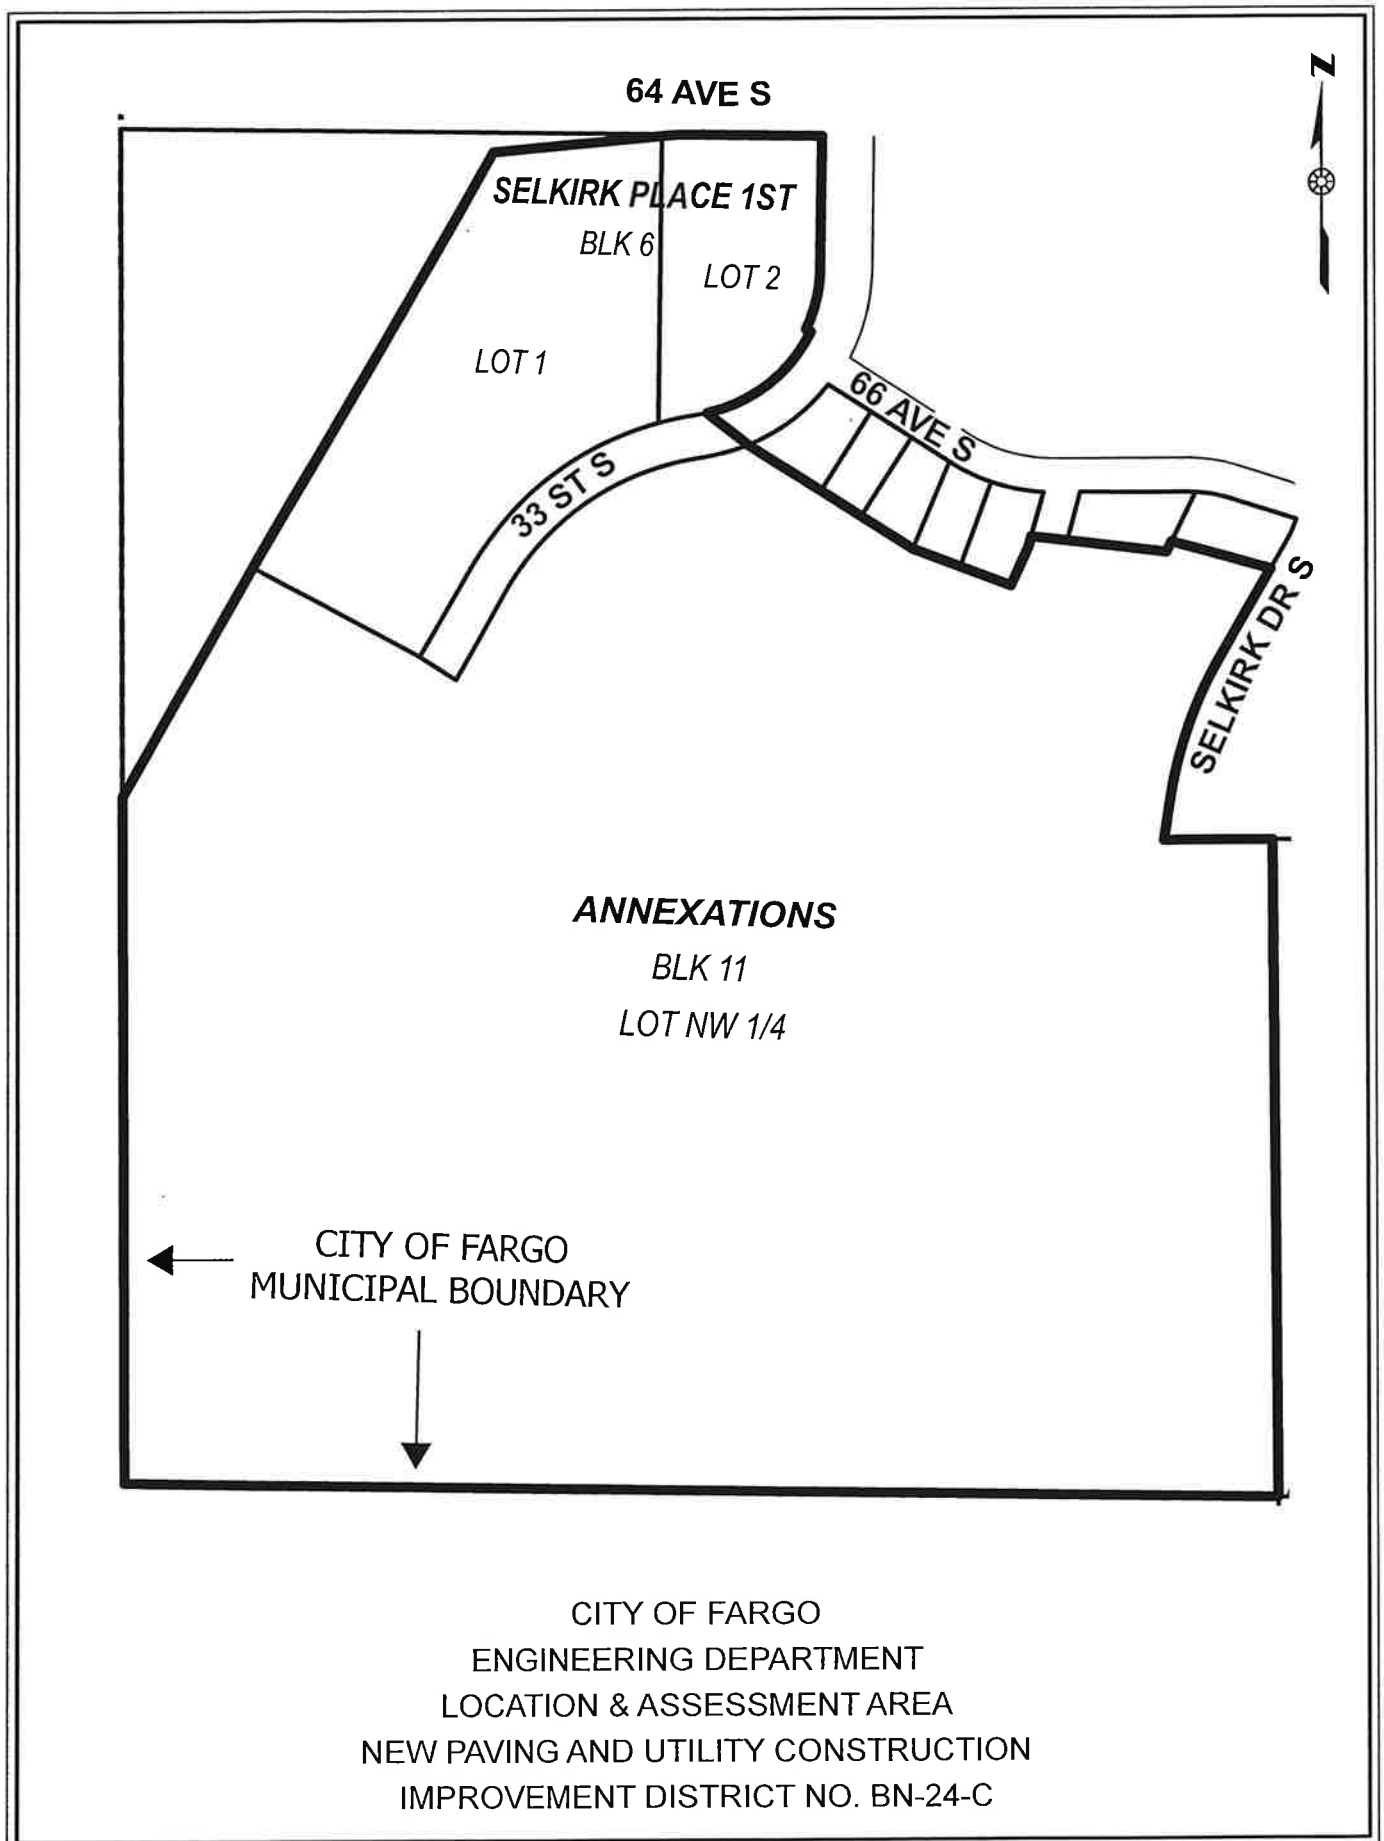 64 AVE S
N
SELKIRK PLACE 1ST
BLK 6
LOT 2
LOT 1
66 AVE S
33 ST S
SELKIRK DR S
ANNEXATIONS
BLK 11
LOT NW 1/4
CITY OF FARGO
MUNICIPAL BOUNDARY
CITY OF FARGO
ENGINEERING DEPARTMENT
LOCATION & ASSESSMENT AREA
NEW PAVING AND UTILITY CONSTRUCTION
IMPROVEMENT DISTRICT NO. BN-24-C